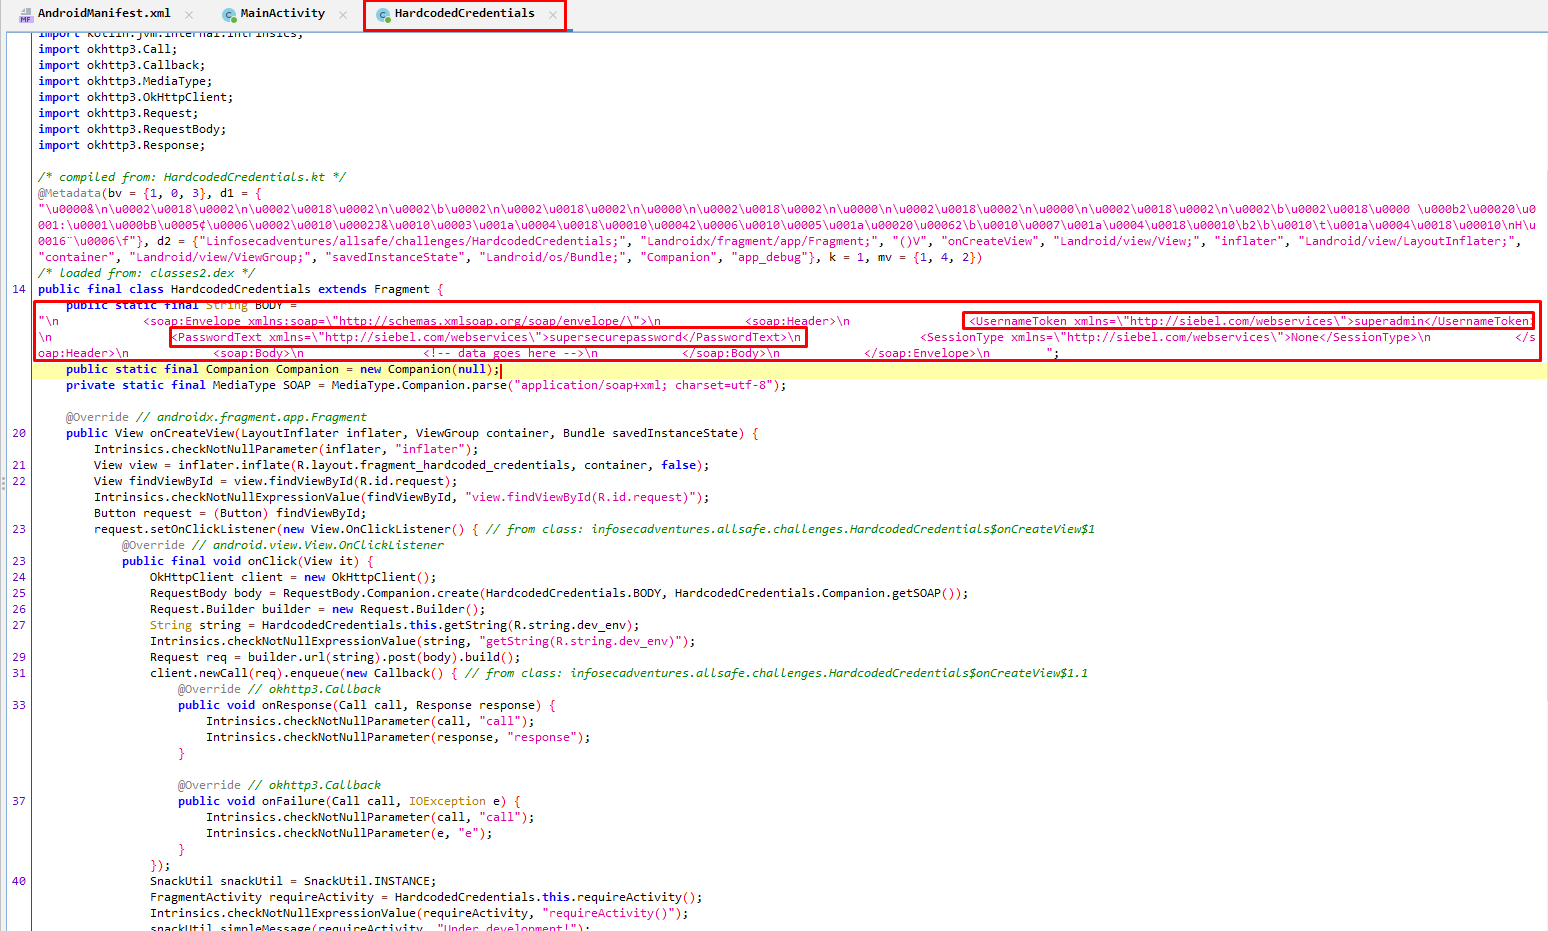 AndroidManifest.xml × MainActivity × HardcodedCredentials ×
import kotlin.jvm.internal.Intrinsics;
import okhttp3.Call;
import okhttp3.Callback;
import okhttp3.MediaType;
import okhttp3.OkHttpClient;
import okhttp3.Request;
import okhttp3.RequestBody;
import okhttp3.Response;
/* compiled from: HardcodedCredentials.kt */
@Metadata(bv = {1, 0, 3}, d1 = {
"\u0000&\n\u0002\u0018\u0002\n\u0002\u0018\u0002\n\u0002\b\u0002\n\u0002\u0018\u0002\n\u0000\n\u0002\u0018\u0002\n\u0000\n\u0002\u0018\u0002\n\u0000\n\u0002\u0018\u0002\n\u0002\b\u0002\u0018\u0000 \u000b2\u00020\u0
001:\u0001\u000bB\u0005¢\u0006\u0002\u0010\u0002J&\u0010\u0003\u001a\u0004\u0018\u00010\u00042\u0006\u0010\u0005\u001a\u00020\u00062\b\u0010\u0007\u001a\u0004\u0018\u00010\b2\b\u0010\t\u001a\u0004\u0018\u00010\nH\u
0016¨\u0006\f"}, d2 = {"Linfosecadventures/allsafe/challenges/HardcodedCredentials;", "Landroidx/fragment/app/Fragment;", "()V", "onCreateView", "Landroid/view/View;", "inflater", "Landroid/view/LayoutInflater;",
"container", "Landroid/view/ViewGroup;", "savedInstanceState", "Landroid/os/Bundle;", "Companion", "app_debug"}, k = 1, mv = {1, 4, 2})
/* loaded from: classes2.dex */
14 public final class HardcodedCredentials extends Fragment {
public static final String BODY =
"\n <soap:Envelope xmlns:soap=\"http://schemas.xmlsoap.org/soap/envelope/\">\n <soap:Header>\n <UsernameToken xmlns=\"http://siebel.com/webservices\">superadmin</UsernameToken>
\n <PasswordText xmlns=\"http://siebel.com/webservices\">supersecurepassword</PasswordText>\n <SessionType xmlns=\"http://siebel.com/webservices\">None</SessionType>\n </s
oap:Header>\n <soap:Body>\n <!-- data goes here -->\n </soap:Body>\n </soap:Envelope>\n ";
public static final Companion Companion = new Companion(null);
private static final MediaType SOAP = MediaType.Companion.parse("application/soap+xml; charset=utf-8");
@Override // androidx.fragment.app.Fragment
20 public View onCreateView(LayoutInflater inflater, ViewGroup container, Bundle savedInstanceState) {
Intrinsics.checkNotNullParameter(inflater, "inflater");
21 View view = inflater.inflate(R.layout.fragment_hardcoded_credentials, container, false);
22 View findViewById = view.findViewById(R.id.request);
Intrinsics.checkNotNullExpressionValue(findViewById, "view.findViewById(R.id.request)");
Button request = (Button) findViewById;
23 request.setOnClickListener(new View.OnClickListener() { // from class: infosecadventures.allsafe.challenges.HardcodedCredentials$onCreateView$1
@Override // android.view.View.OnClickListener
23 public final void onClick(View it) {
24 OkHttpClient client = new OkHttpClient();
25 RequestBody body = RequestBody.Companion.create(HardcodedCredentials.BODY, HardcodedCredentials.Companion.getSOAP());
26 Request.Builder builder = new Request.Builder();
27 String string = HardcodedCredentials.this.getString(R.string.dev_env);
Intrinsics.checkNotNullExpressionValue(string, "getString(R.string.dev_env)");
29 Request req = builder.url(string).post(body).build();
31 client.newCall(req).enqueue(new Callback() { // from class: infosecadventures.allsafe.challenges.HardcodedCredentials$onCreateView$1.1
@Override // okhttp3.Callback
33 public void onResponse(Call call, Response response) {
Intrinsics.checkNotNullParameter(call, "call");
Intrinsics.checkNotNullParameter(response, "response");
}
@Override // okhttp3.Callback
37 public void onFailure(Call call, IOException e) {
Intrinsics.checkNotNullParameter(call, "call");
Intrinsics.checkNotNullParameter(e, "e");
}
});
40 SnackUtil snackUtil = SnackUtil.INSTANCE;
FragmentActivity requireActivity = HardcodedCredentials.this.requireActivity();
Intrinsics.checkNotNullExpressionValue(requireActivity, "requireActivity()");
snackUtil.simpleMessage(requireActivity, "Under development!");